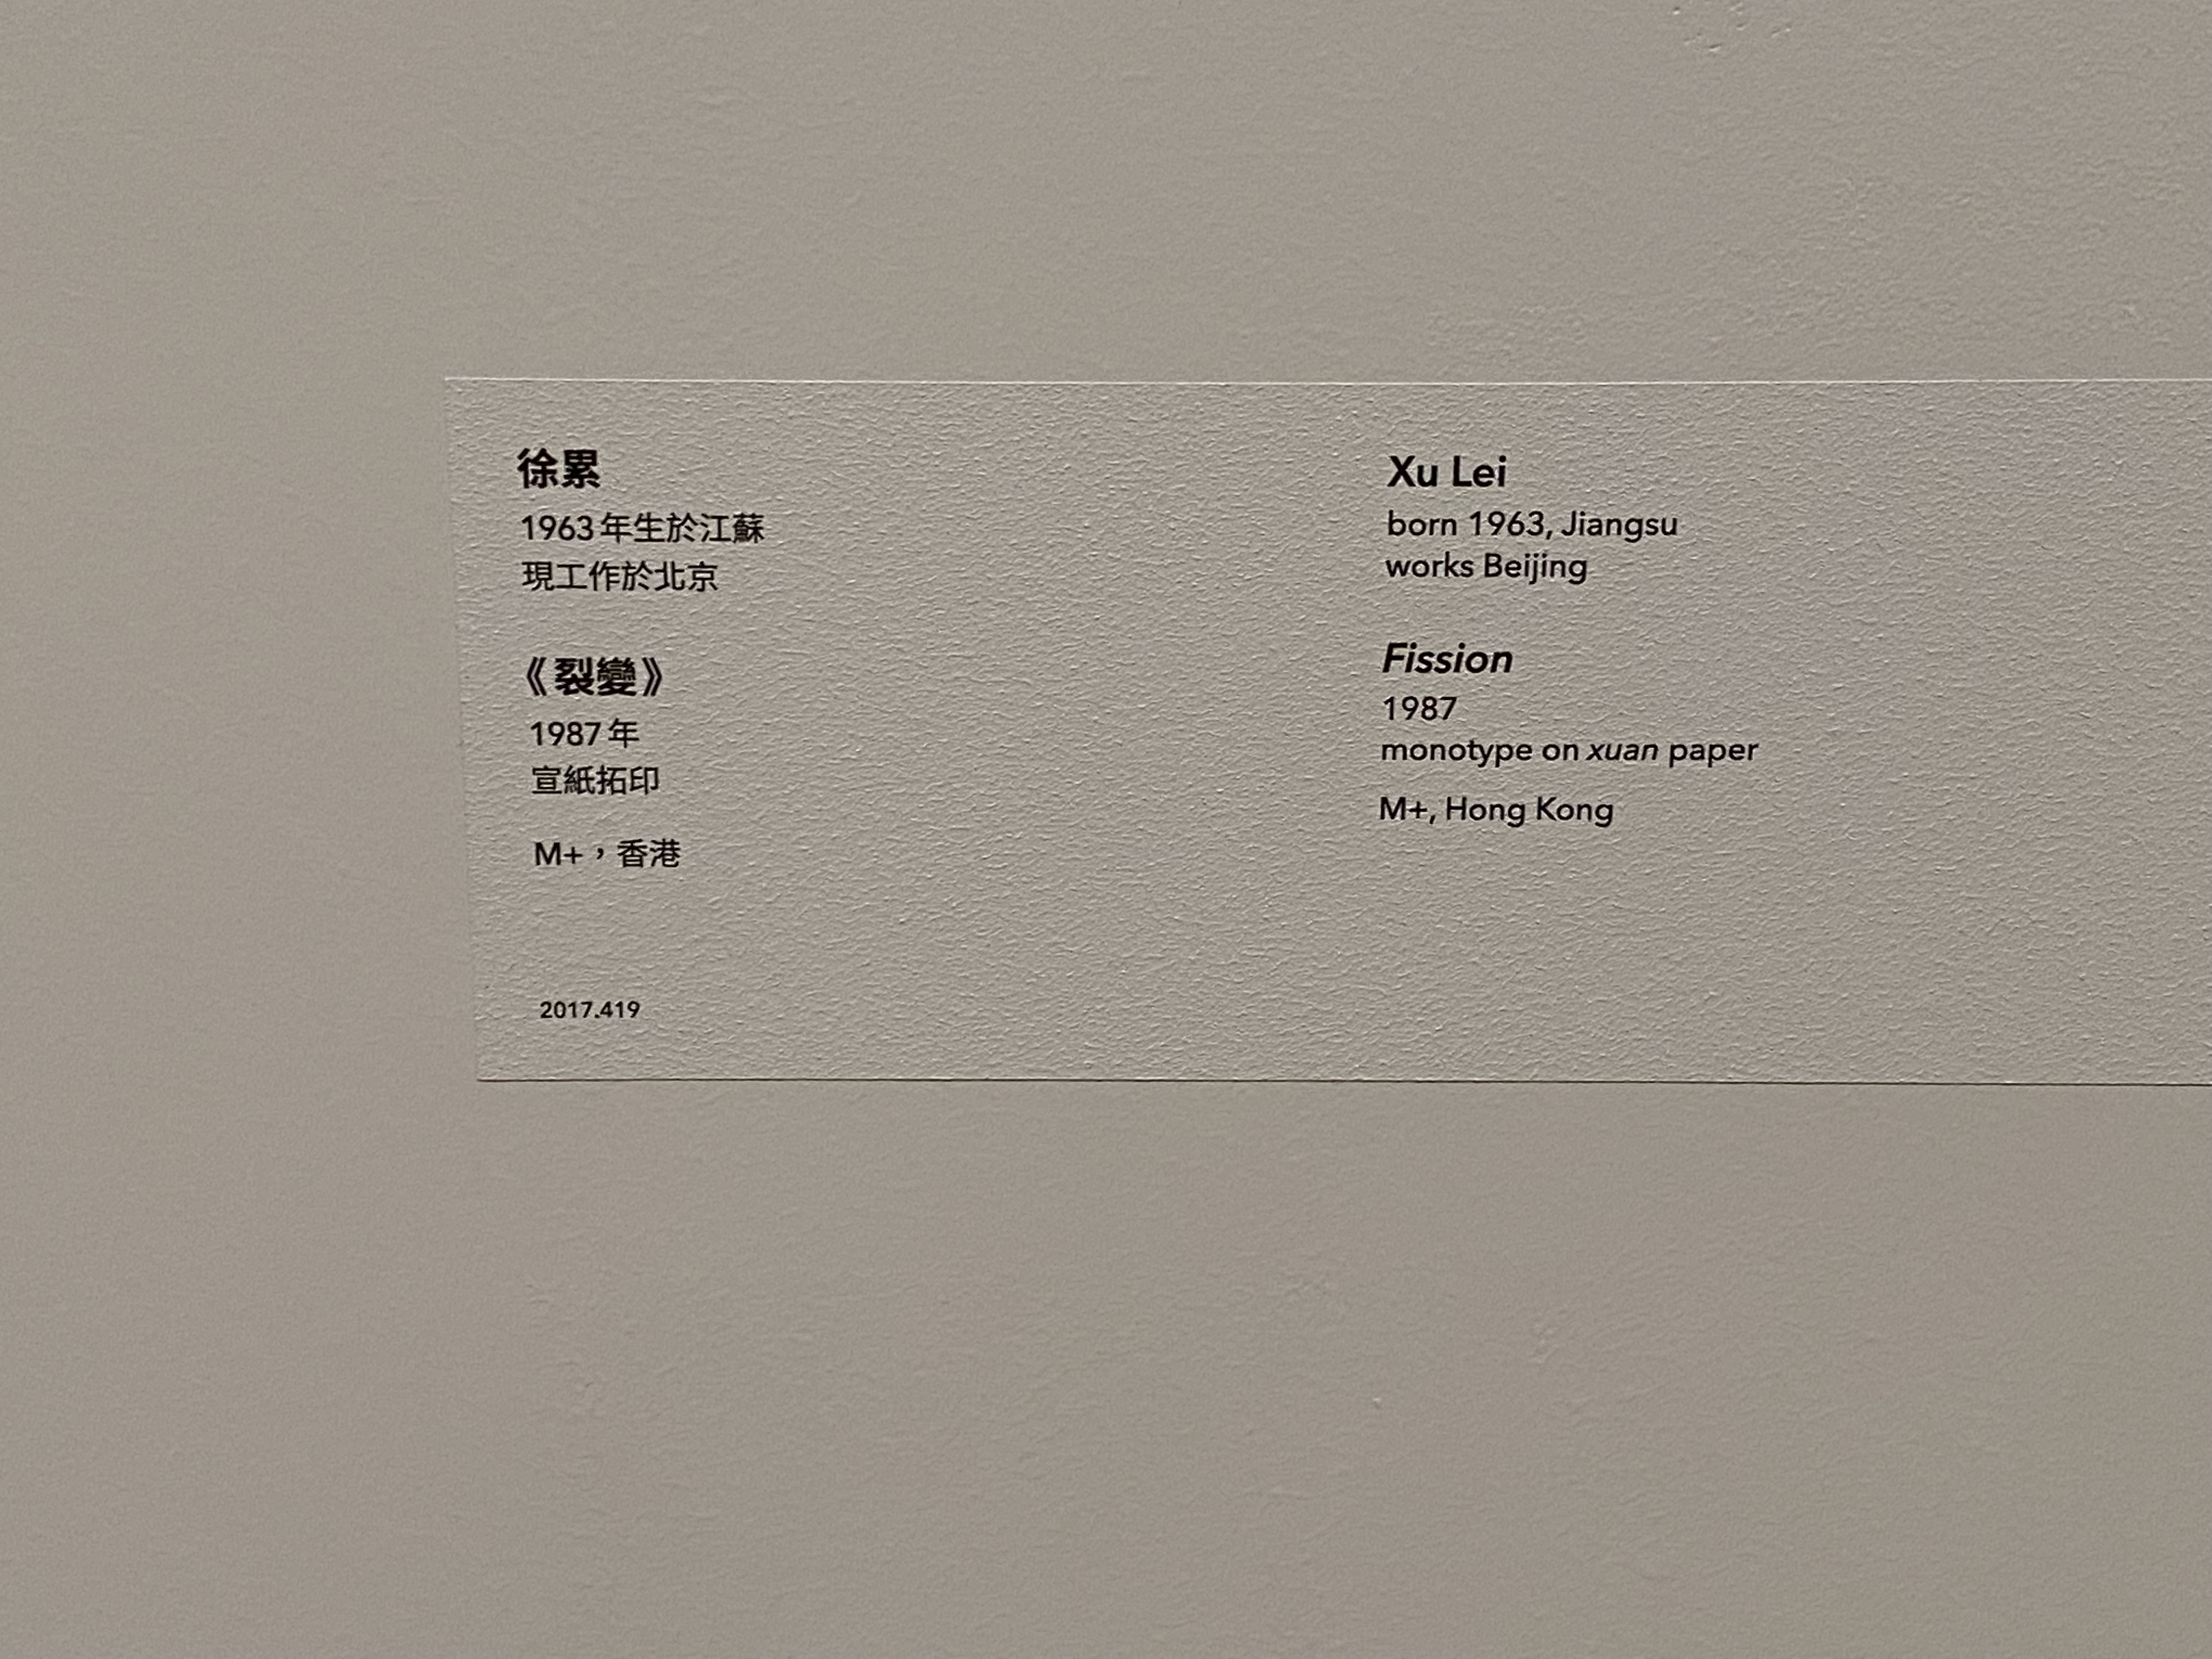 徐累
1963年生於江蘇
現工作於北京
《裂變》
1987年
宣紙拓印
M+，香港
2017.419
Xu Lei
born 1963, Jiangsu
works Beijing
Fission
1987
monotype on xuan paper
M+, Hong Kong